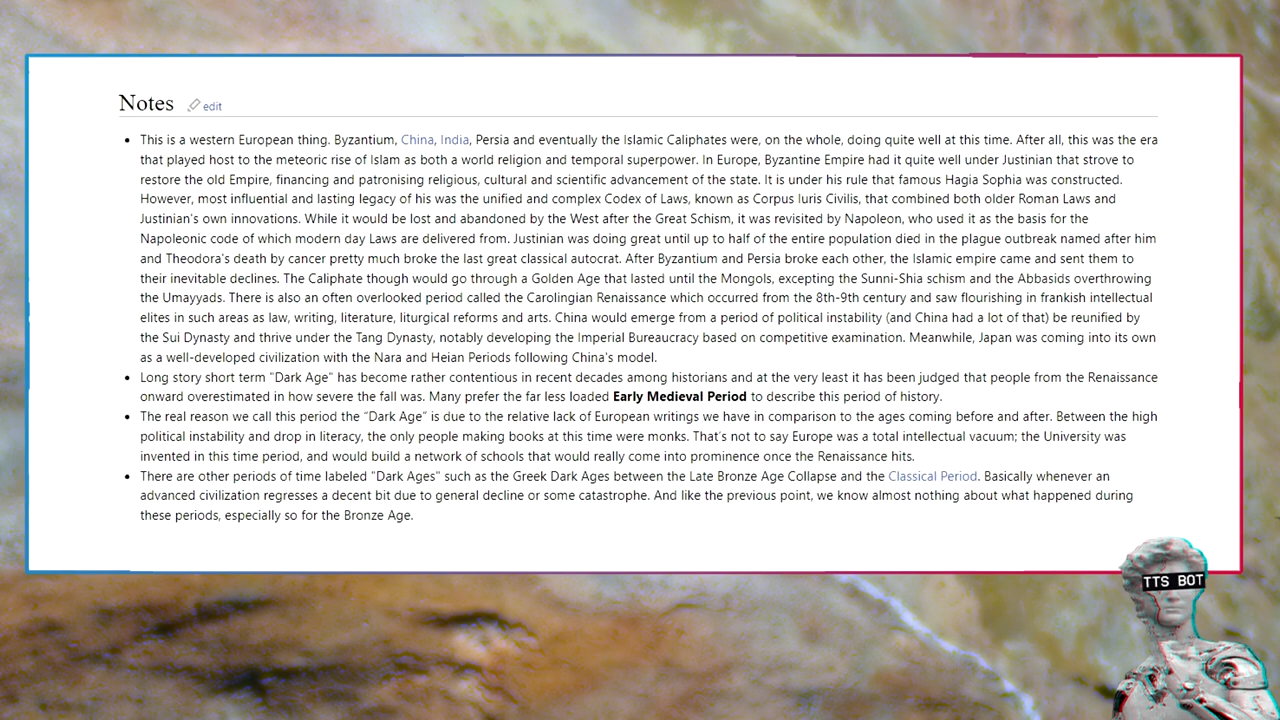 Notes edit
This is a western European thing. Byzantium, China, India, Persia and eventually the Islamic Caliphates were, on the whole, doing quite well at this time. After all, this was the era
that played host to the meteoric rise of Islam as both a world religion and temporal superpower. In Europe, Byzantine Empire had it quite well under Justinian that strove to
restore the old Empire, financing and patronising religious, cultural and scientific advancement of the state. It is under his rule that famous Hagia Sophia was constructed.
However, most influential and lasting legacy of his was the unified and complex Codex of Laws, known as Corpus Iuris Civilis, that combined both older Roman Laws and
Justinian's own innovations. While it would be lost and abandoned by the West after the Great Schism, it was revisited by Napoleon, who used it as the basis for the
Napoleonic code of which modern day Laws are delivered from. Justinian was doing great until up to half of the entire population died in the plague outbreak named after him
and Theodora's death by cancer pretty much broke the last great classical autocrat. After Byzantium and Persia broke each other, the Islamic empire came and sent them to
their inevitable declines. The Caliphate though would go through a Golden Age that lasted until the Mongols, excepting the Sunni-Shia schism and the Abbasids overthrowing
the Umayyads. There is also an often overlooked period called the Carolingian Renaissance which occurred from the 8th-9th century and saw flourishing in frankish intellectual
elites in such areas as law, writing, literature, liturgical reforms and arts. China would emerge from a period of political instability (and China had a lot of that) be reunified by
the Sui Dynasty and thrive under the Tang Dynasty, notably developing the Imperial Bureaucracy based on competitive examination. Meanwhile, Japan was coming into its own
as a well-developed civilization with the Nara and Heian Periods following China's model.
Long story short term "Dark Age" has become rather contentious in recent decades among historians and at the very least it has been judged that people from the Renaissance
onward overestimated in how severe the fall was. Many prefer the far less loaded Early Medieval Period to describe this period of history.
The real reason we call this period the "Dark Age" is due to the relative lack of European writings we have in comparison to the ages coming before and after. Between the high
political instability and drop in literacy, the only people making books at this time were monks. That's not to say Europe was a total intellectual vacuum; the University was
invented in this time period, and would build a network of schools that would really come into prominence once the Renaissance hits.
There are other periods of time labeled "Dark Ages" such as the Greek Dark Ages between the Late Bronze Age Collapse and the Classical Period. Basically whenever an
advanced civilization regresses a decent bit due to general decline or some catastrophe. And like the previous point, we know almost nothing about what happened during
these periods, especially so for the Bronze Age.
TTS BOT